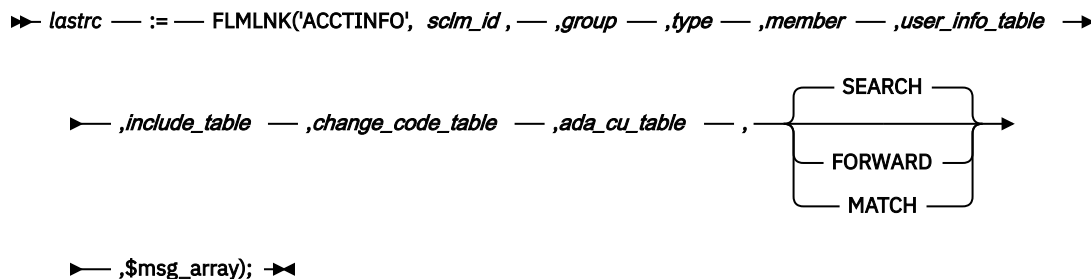 lastrc := FLMLNK('ACCTINFO', sclm_id , ,group ,type ,member ,user_info_table
,include_table ,change_code_table ,ada_cu_table , SEARCH
FORWARD
MATCH
,$msg_array);